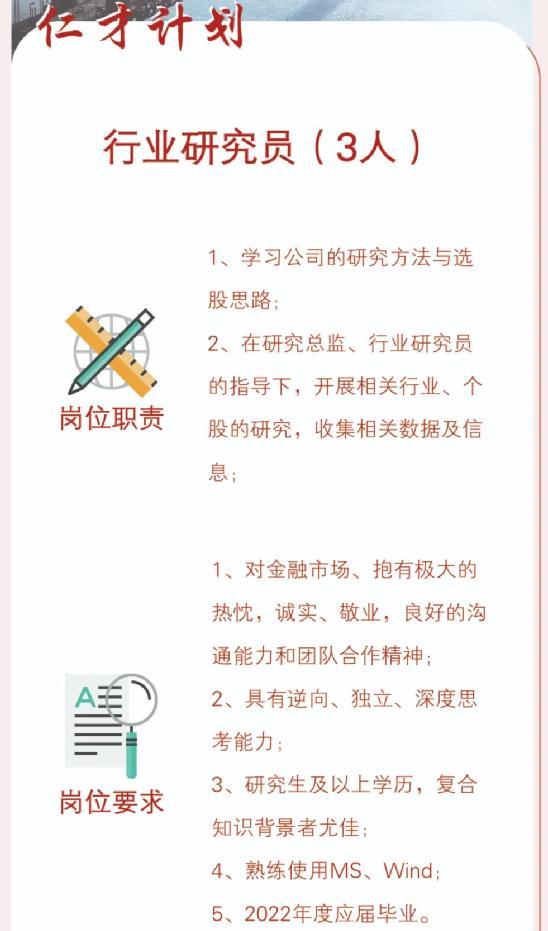 仁才计划
行业研究员（3人）
1、学习公司的研究方法与选
股思路；
2、在研究总监、行业研究员
的指导下，开展相关行业、个
股的研究，收集相关数据及信
息；
岗位职责
1、对金融市场、抱有极大的
热忱，诚实、敬业，良好的沟
通能力和团队合作精神；
2、具有逆向、独立、深度思
考能力；
3、研究生及以上学历，复合
知识背景者尤佳；
4、熟练使用MS、Wind；
5、2022年度应届毕业。
A
岗位要求